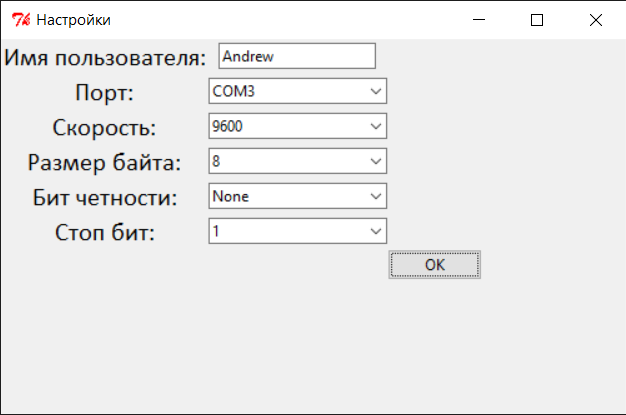 Настройки
Имя пользователя: Andrew
Порт: COM3
Скорость: 9600
Размер байта: 8
Бит четности: None
Стоп бит: 1
OK